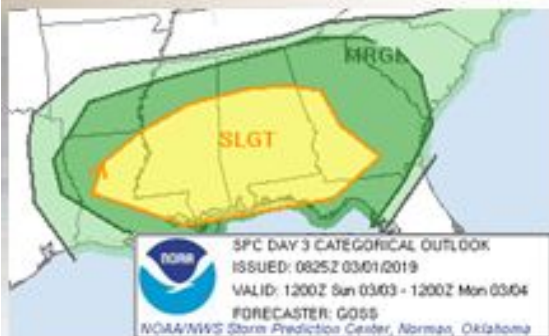 MRGL
SLGT
SPC DAY 3 CATEGORICAL OUTLOOK
ISSUED: 0825Z 03/01/2019
VALID: 1200Z Sun 03/03 - 1200Z Mon 03/04
FORECASTER: GOSS
NOAA/NWS Storm Prediction Center, Norman, Oklahoma
noaa